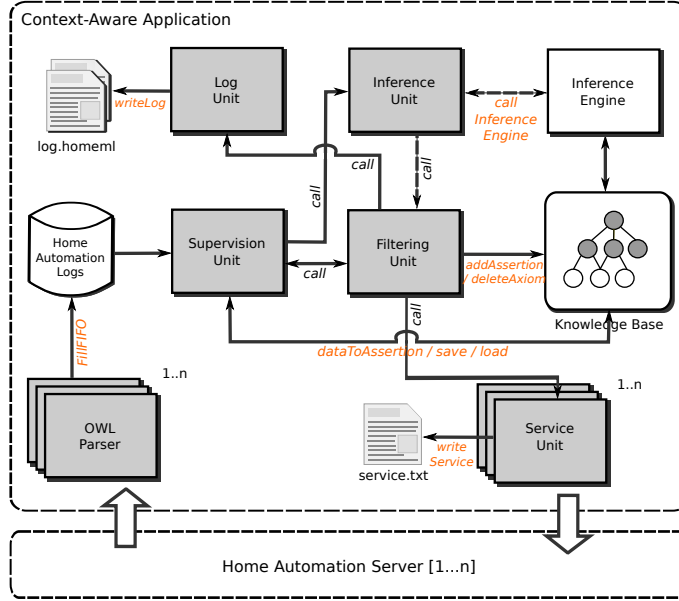 Context-Aware Application
Log
Unit
Inference
Unit
Inference
Engine
writeLog
call
Inference
Engine
log.homeml
call
call
call
Home
Automation
Logs
Supervision
Unit
Filtering
Unit
call
addAssertion
/ deleteAxiom
call
Knowledge Base
FillFIFO
dataToAssertion / save / load
1..n
1..n
OWL
Parser
Service
Unit
write
Service
service.txt
Home Automation Server [1...n]